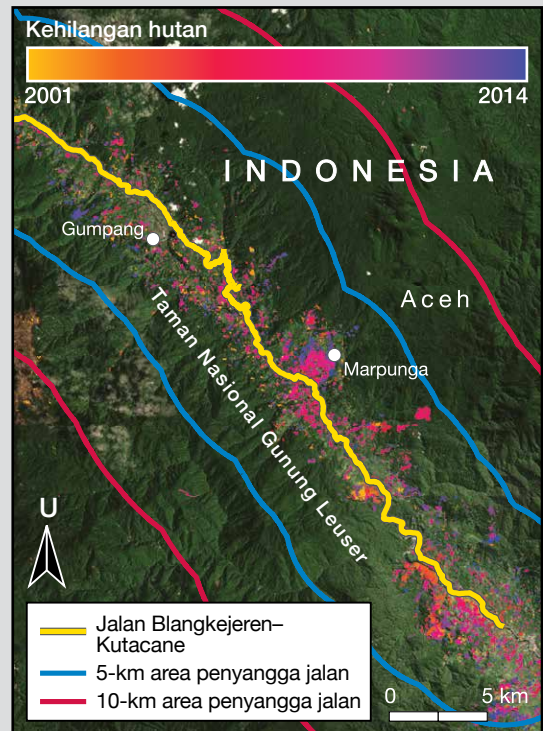 Kehilangan hutan
2001 2014
INDONESIA
Gumpang
Aceh
Marpunga
Taman Nasional Gunung Leuser
U
Jalan Blangkejeren–
Kutacane
5-km area penyangga jalan
10-km area penyangga jalan
0 5 km